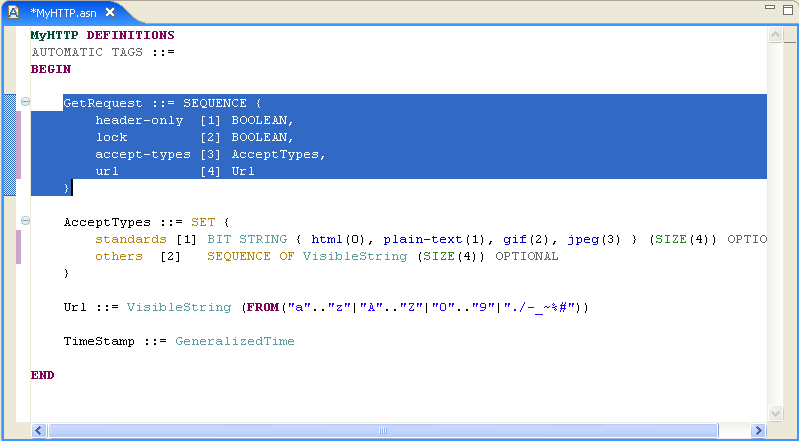 *MyHTTP.asn
MyHTTP DEFINITIONS
AUTOMATIC TAGS ::=
BEGIN
GetRequest ::= SEQUENCE {
header-only [1] BOOLEAN,
lock [2] BOOLEAN,
accept-types [3] AcceptTypes,
url [4] Url
}
AcceptTypes ::= SET {
standards [1] BIT STRING { html(0), plain-text(1), gif(2), jpeg(3) } (SIZE(4)) OPTIO
others [2] SEQUENCE OF VisibleString (SIZE(4)) OPTIONAL
}
Url ::= VisibleString (FROM("a".."z"|"A".."Z"|"0".."9"|"./-_~%#"))
TimeStamp ::= GeneralizedTime
END